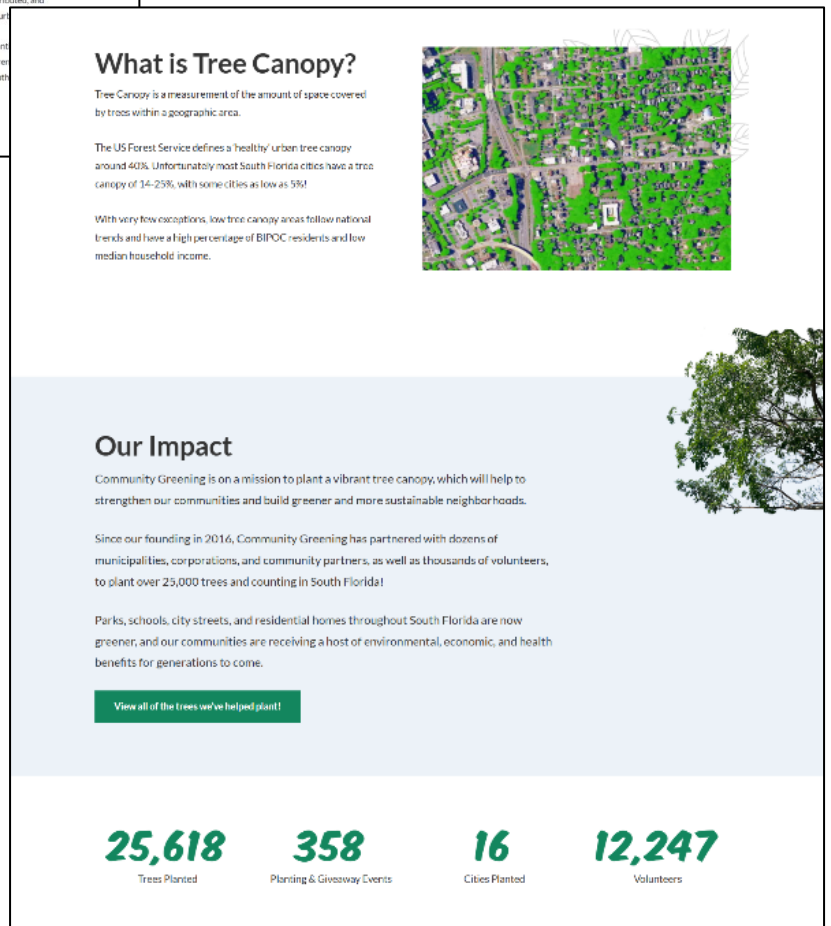 What is Tree Canopy?
Tree Canopy is a measurement of the amount of space covered
by trees within a geographic area.
The US Forest Service defines a 'healthy' urban tree canopy
around 40%. Unfortunately most South Florida cities have a tree
canopy of 14-25%, with some cities as low as 5%!
With very few exceptions, low tree canopy areas follow national
trends and have a high percentage of BIPOC residents and low
median household income.
Our Impact
Community Greening is on a mission to plant a vibrant tree canopy, which will help to
strengthen our communities and build greener and more sustainable neighborhoods.
Since our founding in 2016, Community Greening has partnered with dozens of
municipalities, corporations, and community partners, as well as thousands of volunteers,
to plant over 25,000 trees and counting in South Florida!
Parks, schools, city streets, and residential homes throughout South Florida are now
greener, and our communities are receiving a host of environmental, economic, and health
benefits for generations to come.
View all of the trees we've helped plant!
25,618
Trees Planted
358
Planting & Giveaway Events
16
Cities Planted
12,247
Volunteers